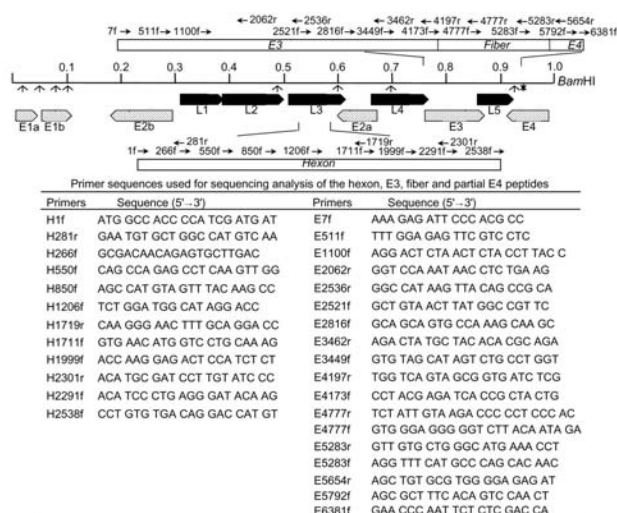 2062r 2536r 3462r 4197r 4777r 5283r 5654r
7f 511f 1100f 2521f 2816f 3449f 4173f 4777f 5283f 5792f 6381f
E3 Fiber E4
0.1 0.2 0.3 0.4 0.5 0.6 0.7 0.8 0.9 1.0 BamHI
L1 L2 L3 L4 L5
E1a E1b E2b E2a E3 E4
281r 1719r 2301r
1f 266f 550f 850f 1206f 1711f 1999f 2291f 2538f
Hexon
Primer sequences used for sequencing analysis of the hexon, E3, fiber and partial E4 peptides
Primers Sequence (5'→3') Primers Sequence (5'→3')
H1f ATG GCC ACC CCA TCG ATG AT E7f AAA GAG ATT CCC ACG CC
H281r GAA TGT GCT GGC CAT GTC AA E511f TTT GGA GAG TTC GTC CTC
H266f GCGACAACAGAGTGCTTGAC E1100f AGG ACT CTA ACT CTA CCT TAC C
H550f CAG CCA GAG CCT CAA GTT GG E2062r GGT CCA AAT AAC CTC TGA AG
H850f AGC CAT GTA GTT TAC AAG CC E2536r GGC CAT AAG TTA CAG CCG CA
H1206f TCT GGA TGG CAT AGG ACC E2521f GCT GTA ACT TAT GGC CGT TC
H1719r CAA GGG AAC TTT GCA GGA CC E2816f GCA GCA GTG CCA AAG CAA GC
H1711f GTG AAC ATG GTC CTG CAA AG E3462r AGA CTA TGC TAC ACA CGC AGA
H1999f ACC AAG GAG ACT CCA TCT CT E3449f GTG TAG CAT AGT CTG CCT GGT
H2301r ACA TGC GAT CCT TGT ATC CC E4197r TGG TCA GTA GCG GTG ATC TCG
H2291f ACA TCC CTG AGG GAT ACA AG E4173f CCT ACG AGA TCA CCG CTA CTG
H2538f CCT GTG TGA CAG GAC CAT GT E4777r TCT ATT GTA AGA CCC CCT CCC AC
E4777f GTG GGA GGG GGT CTT ACA ATA GA
E5283r GTT GTG CTG GGC ATG AAA CCT
E5283f AGG TTT CAT GCC CAG CAC AAC
E5654r AGC TGT GCG TGG GGA GAG AT
E5792f AGC GCT TTC ACA GTC CAA CT
E6381f GAA CCC AAT TCT CTC GAC CA